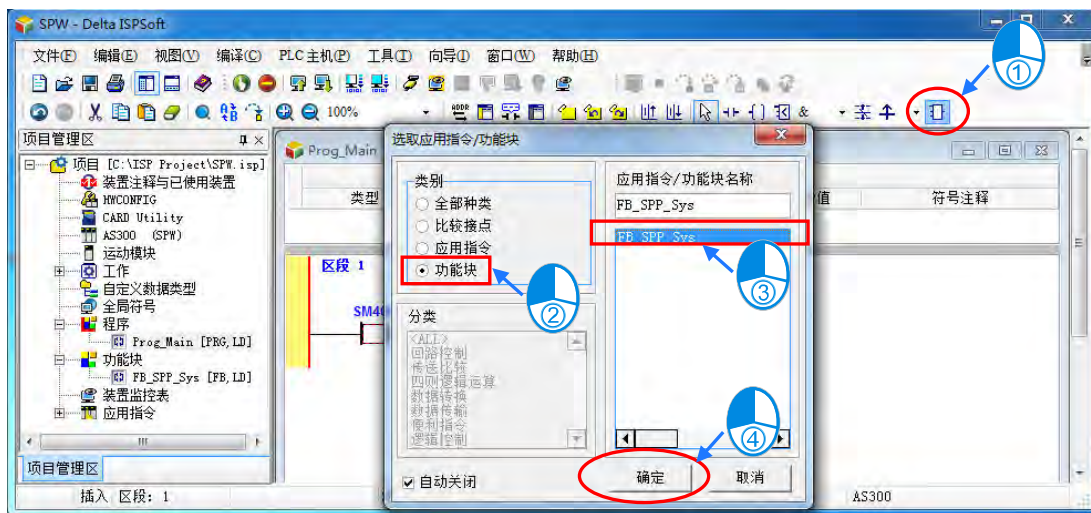 SPW - Delta ISPSoft
文件(F) 编辑(E) 视图(V) 编译(C) PLC 主机(P) 工具(T) 向导(I) 窗口(W) 帮助(H)
①
100%
&
项目管理区
项目 [C:\ISP Project\SPW.isp]
装置注释与已使用装置
HWCONFIG
CARD Utility
AS300 (SPW)
运动模块
工作
自定义数据类型
全局符号
程序
Prog_Main [PRG,LD]
功能块
FB_SPP_Sys [FB,LD]
装置监控表
应用指令
项目管理区
Prog_Main
类型
值
符号注释
区段 1
SM40
选取应用指令/功能块
类别
全部种类
比较接点
应用指令
功能块
②
分类
<ALL>
回路控制
传送比较
四则逻辑运算
数据转换
数据传输
便利指令
逻辑控制
自动关闭
应用指令/功能块名称
FB_SPP_Sys
FB_SPP_Sys
③
④
确定
取消
插入 区段: 1
AS300